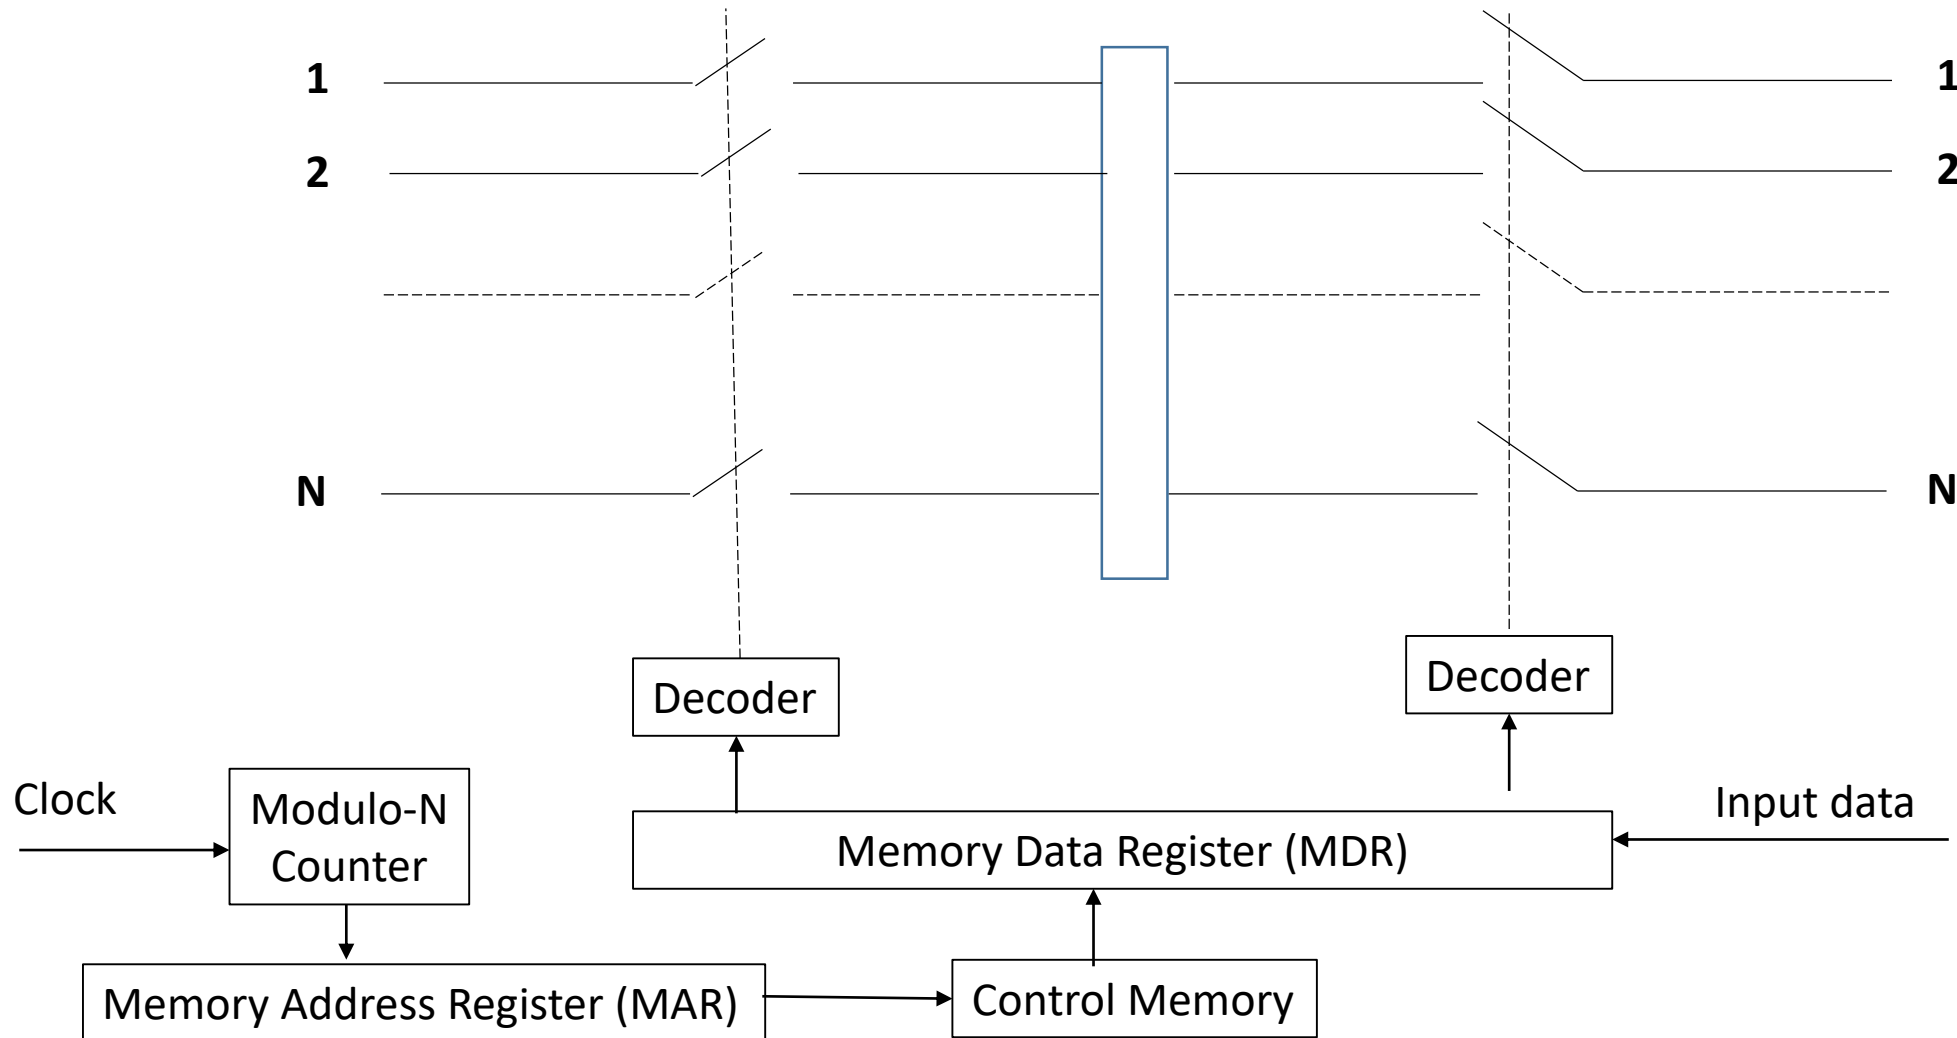 1
1
2
2
N
N
Decoder
Decoder
Clock
Modulo-N
Counter
Input data
Memory Data Register (MDR)
Memory Address Register (MAR)
Control Memory